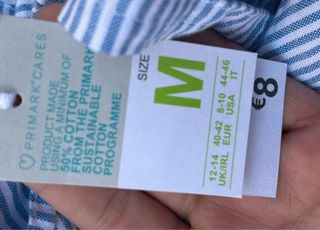 PRIMARK CARES
PRODUCT MADE
USING A MINIMUM OF
50% COTTON
FROM THE PRIMARK
SUSTAINABLE
COTTON
PROGRAMME
SIZE
M
12-14 40-42 8-10 44-46
UK/IRL EUR USA IT
€8